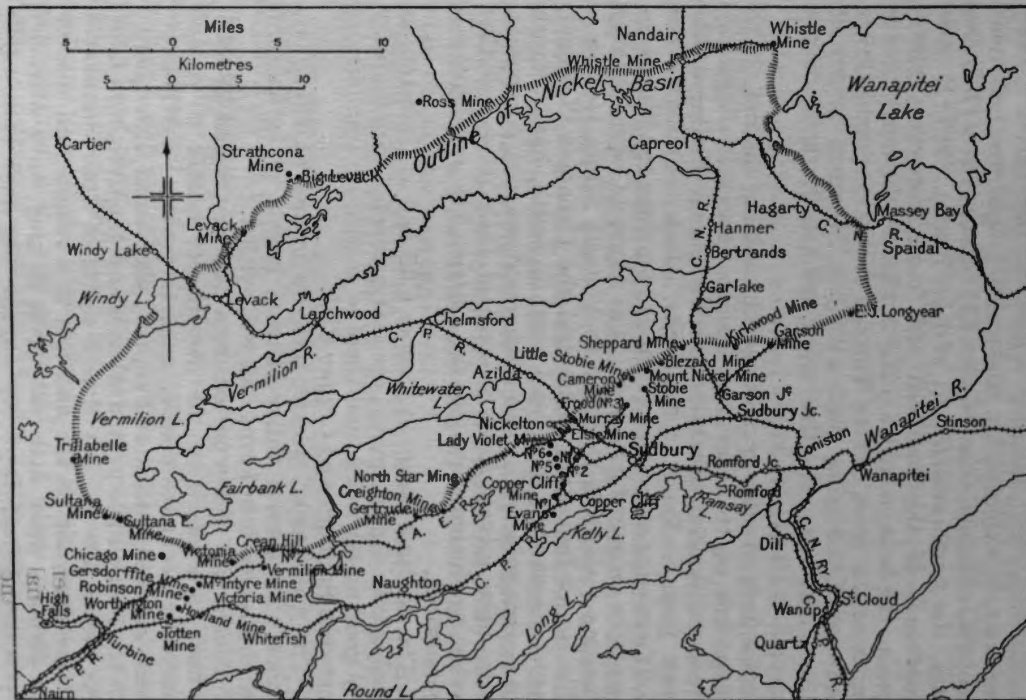 Miles
5 0 5 10
Kilometres
10 5 0 5 10
Nandair
Whistle
Mine
Whistle Mine
Outline of Nickel Basin
Wanapitei
Lake
Ross Mine
Cartier
Strathcona
Mine
Big Levack
Capreol
Levack
Mine
Hagarty
Massey Bay
C. N. R.
Spaidal
Hanmer
C. N. R.
Bertrands
Windy Lake
Windy L.
Levack
Garlake
E.J. Longyear
Larchwood
Chelmsford
C. P. R.
Vermilion R.
Kirkwood Mine
Garson
Mine
Sheppard Mine
Little Stobie Mine
Blezard Mine
Azilda
Whitewater
L.
Cameron
Mine
Mount Nickel Mine
Stobie
Mine
Frood (No 3)
Garson Jc
Sudbury Jc.
Vermilion L.
Nickelton
Murray Mine
Lady Violet Mine
Elsie Mine
Sudbury
Coniston
Wanapitei R.
Stinson
Trillabelle
Mine
No 6
No 5
No 2
North Star Mine
Romford Jc.
Wanapitei
Fairbank L.
Copper Cliff
Mine
Romford
Creighton Mine
Gertrude
Mine
No 1
Copper Cliff
Ramsay
L.
A. E. R.
Evans
Mine
Kelly L.
Sultana
Mine
Sultana L.
Mine
Dill
Crean Hill
Victoria
Mine
No 2
Chicago Mine
Vermilion Mine
Gersdorffite Mine
McIntyre Mine
Robinson Mine
Victoria Mine
Naughton
C. P. R.
C. N. RY.
High
Falls
Worthington
Mine
Howland Mine
Whitefish
Long L.
Wanup
St. Cloud
Totten
Mine
Turbine
C. P. R.
Quartz
C. P. R.
Nairn
Round L.